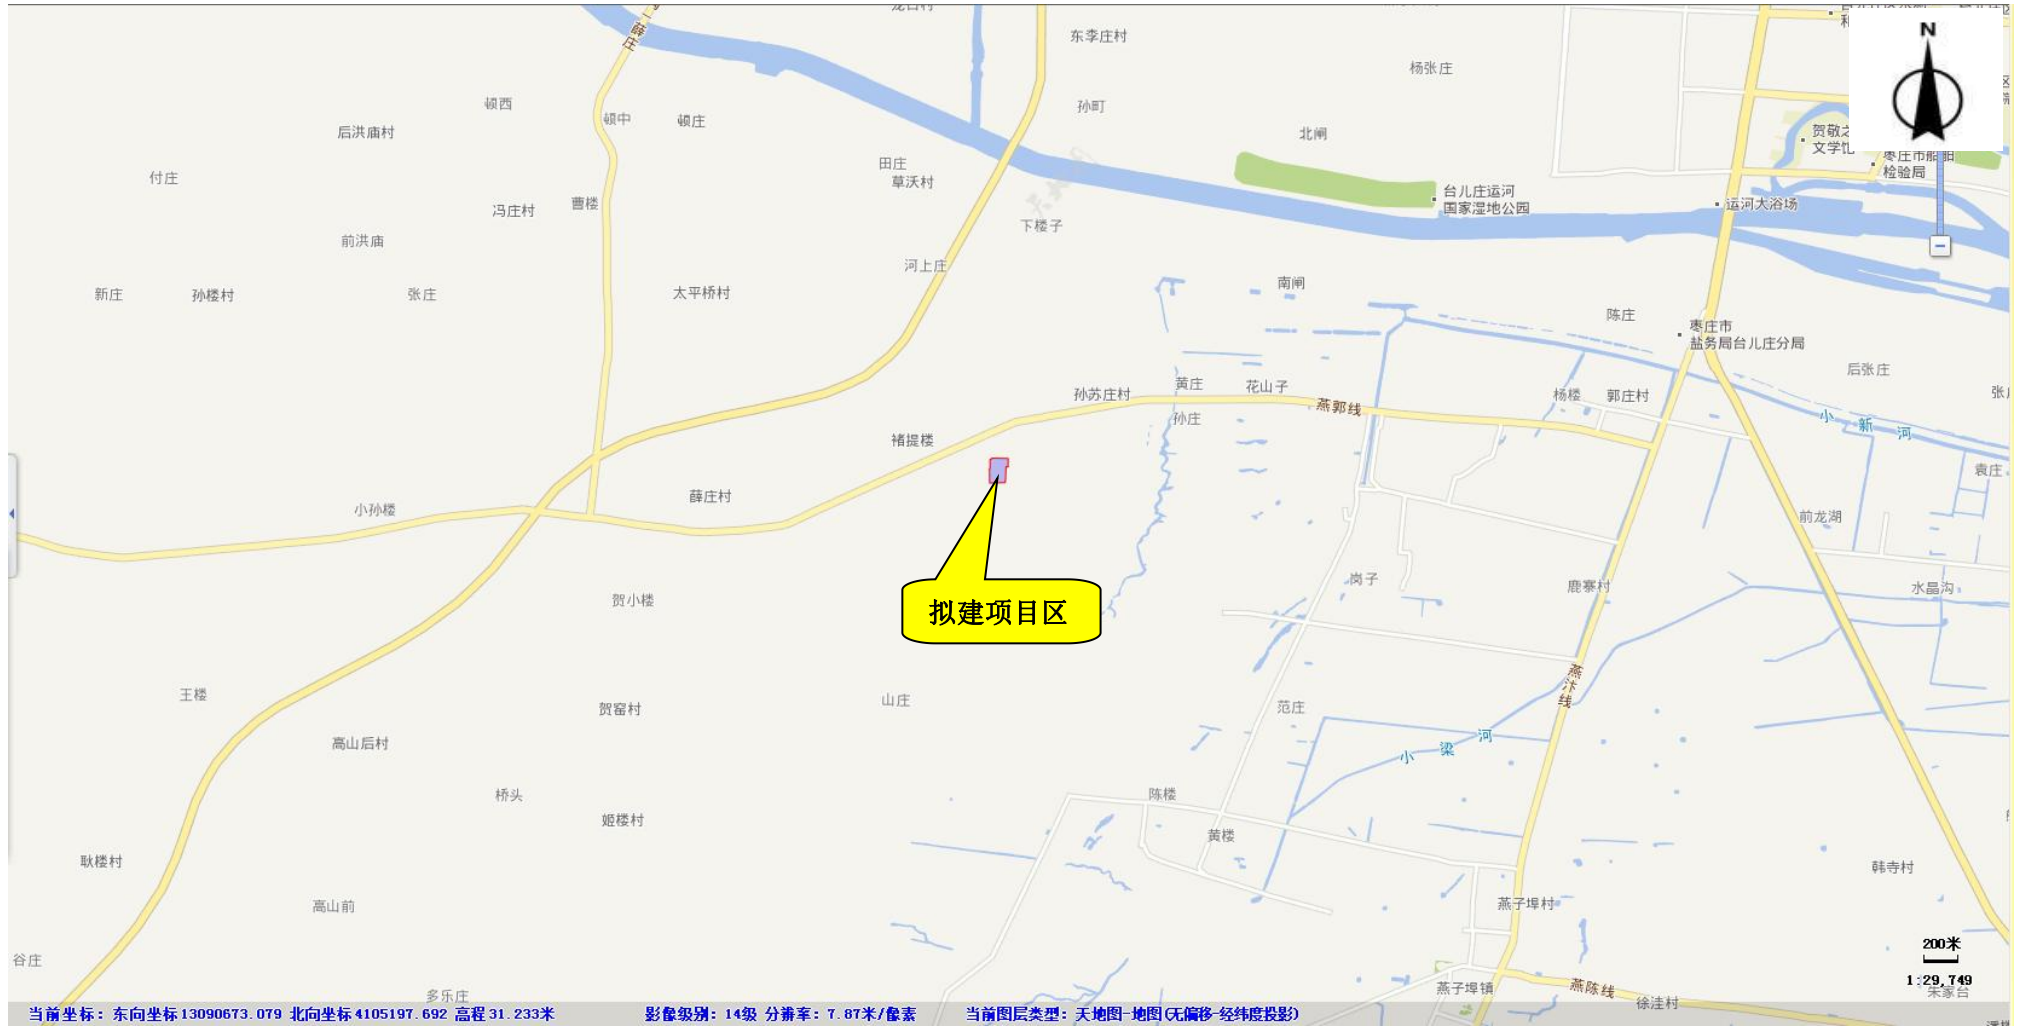 薛庄
东李庄村
杨张庄
N
顿西
顿中
顿庄
孙町
后洪庙村
北闸
贺敬之
文学馆
枣庄市船舶
检验局
付庄
田庄
草沃村
台儿庄运河
国家湿地公园
运河大浴场
冯庄村
曹楼
下楼子
前洪庙
河上庄
新庄
孙楼村
张庄
太平桥村
南闸
陈庄
枣庄市
盐务局台儿庄分局
后张庄
孙苏庄村
黄庄
花山子
燕郭线
杨楼
郭庄村
孙庄
小新河
褚提楼
袁庄
薛庄村
小孙楼
前龙湖
岗子
鹿寨村
水晶沟
贺小楼
拟建项目区
燕汴线
王楼
山庄
贺窑村
范庄
高山后村
小梁河
桥头
陈楼
姬楼村
黄楼
耿楼村
韩寺村
高山前
燕子埠村
200米
谷庄
1:29,749
多乐庄
燕子埠镇
燕陈线
朱家台
徐洼村
当前坐标：东向坐标13090673.079 北向坐标4105197.692 高程31.233米
影像级别：14级 分辨率：7.87米/像素
当前图层类型：天地图-地图(无偏移-经纬度投影)